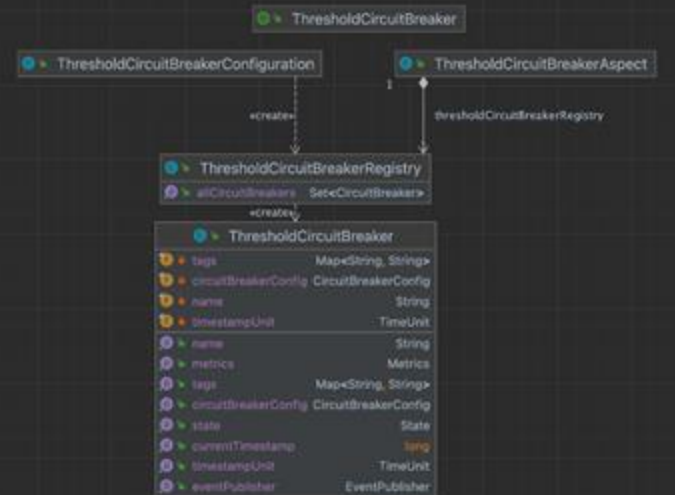 ThresholdCircuitBreaker
ThresholdCircuitBreakerConfiguration
ThresholdCircuitBreakerAspect
1
«create»
thresholdCircuitBreakerRegistry
ThresholdCircuitBreakerRegistry
allCircuitBreakers Set<CircuitBreaker>
«create»
ThresholdCircuitBreaker
tags Map<String, String>
circuitBreakerConfig CircuitBreakerConfig
name String
timestampUnit TimeUnit
name String
metrics Metrics
tags Map<String, String>
circuitBreakerConfig CircuitBreakerConfig
state State
currentTimestamp long
timestampUnit TimeUnit
eventPublisher EventPublisher